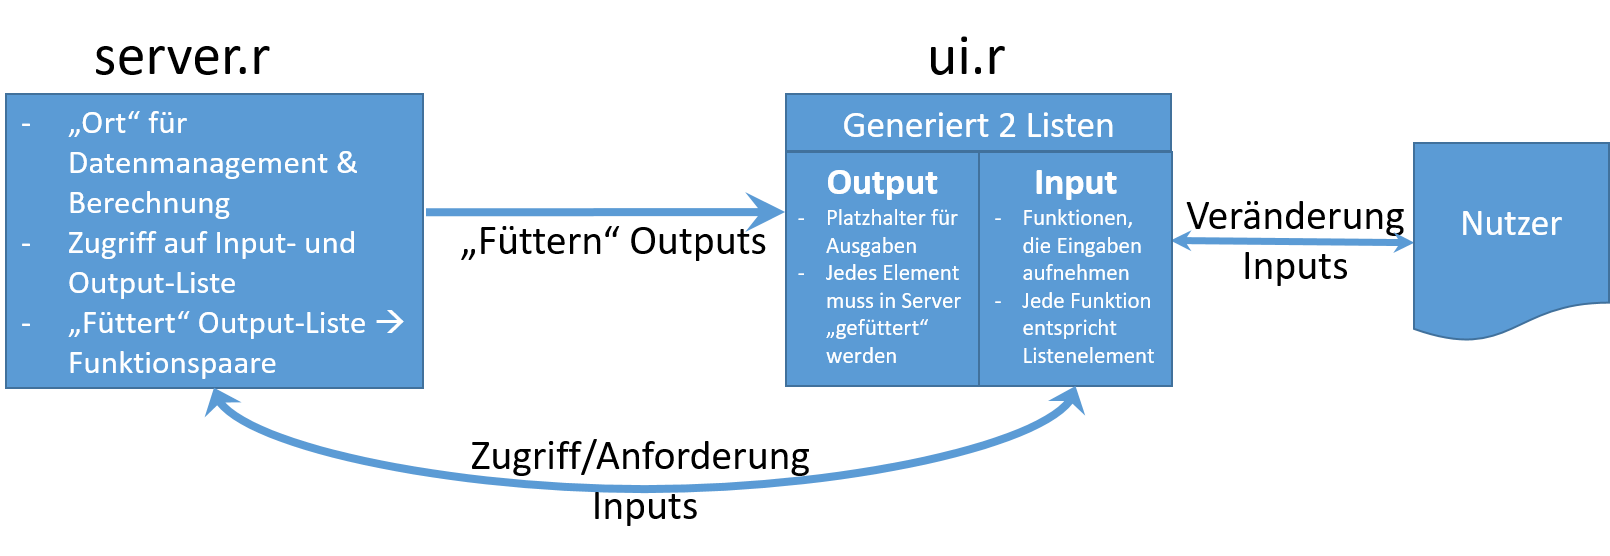 server.r
- „Ort“ für
Datenmanagement &
Berechnung
- Zugriff auf Input- und
Output-Liste
- „Füttert“ Output-Liste →
Funktionspaare
„Füttern“ Outputs
ui.r
Generiert 2 Listen
Output
- Platzhalter für
Ausgaben
- Jedes Element
muss in Server
„gefüttert“
werden
Input
- Funktionen,
die Eingaben
aufnehmen
- Jede Funktion
entspricht
Listenelement
Veränderung
Inputs
Nutzer
Zugriff/Anforderung
Inputs